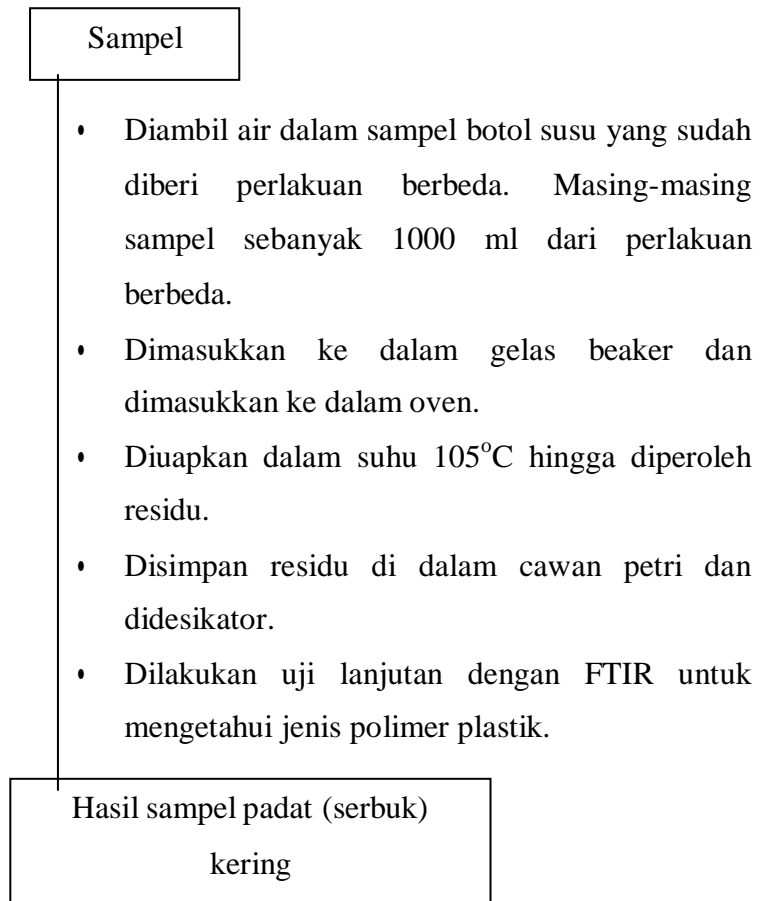 Sampel
• Diambil air dalam sampel botol susu yang sudah
diberi perlakuan berbeda. Masing-masing
sampel sebanyak 1000 ml dari perlakuan
berbeda.
• Dimasukkan ke dalam gelas beaker dan
dimasukkan ke dalam oven.
• Diuapkan dalam suhu 105°C hingga diperoleh
residu.
• Disimpan residu di dalam cawan petri dan
didesikator.
• Dilakukan uji lanjutan dengan FTIR untuk
mengetahui jenis polimer plastik.
Hasil sampel padat (serbuk)
kering